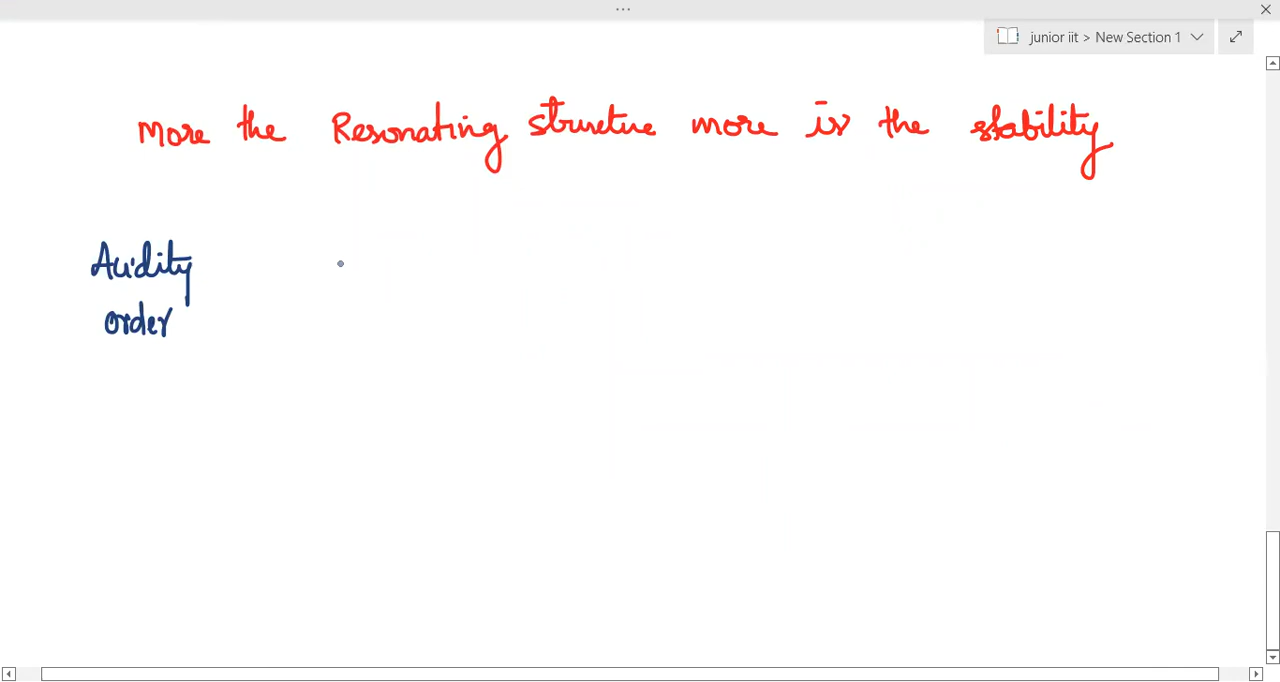 junior iit > New Section 1
More the Resonating structure more is the stability
Acidity
order